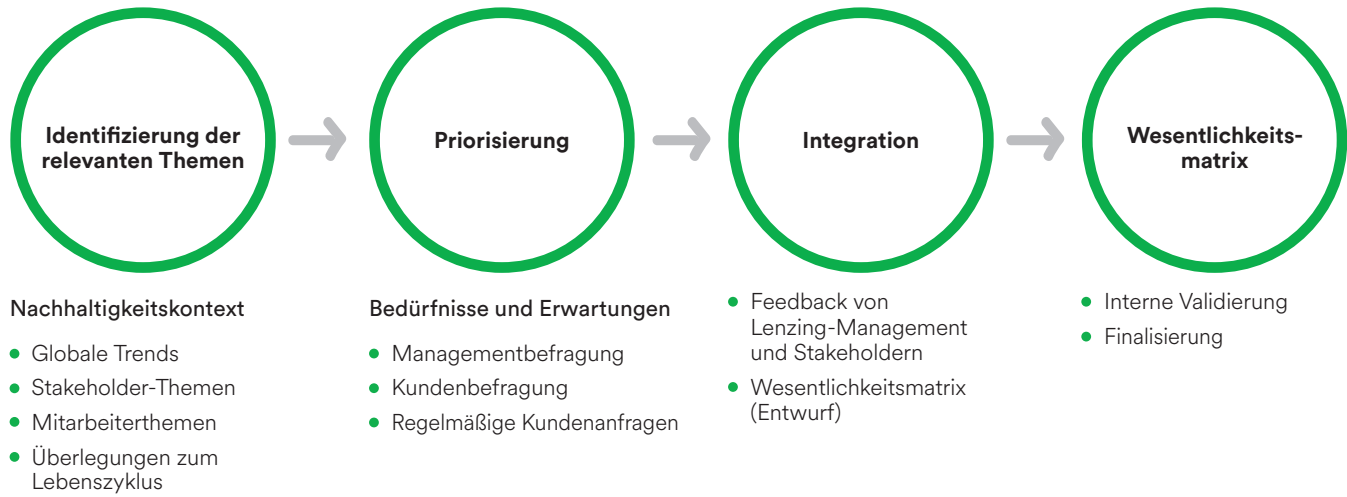 Identifizierung der
relevanten Themen
Priorisierung
Integration
Wesentlichkeits-
matrix
Nachhaltigkeitskontext
• Globale Trends
• Stakeholder-Themen
• Mitarbeiterthemen
• Überlegungen zum
Lebenszyklus
Bedürfnisse und Erwartungen
• Managementbefragung
• Kundenbefragung
• Regelmäßige Kundenanfragen
• Feedback von
Lenzing-Management
und Stakeholdern
• Wesentlichkeitsmatrix
(Entwurf)
• Interne Validierung
• Finalisierung